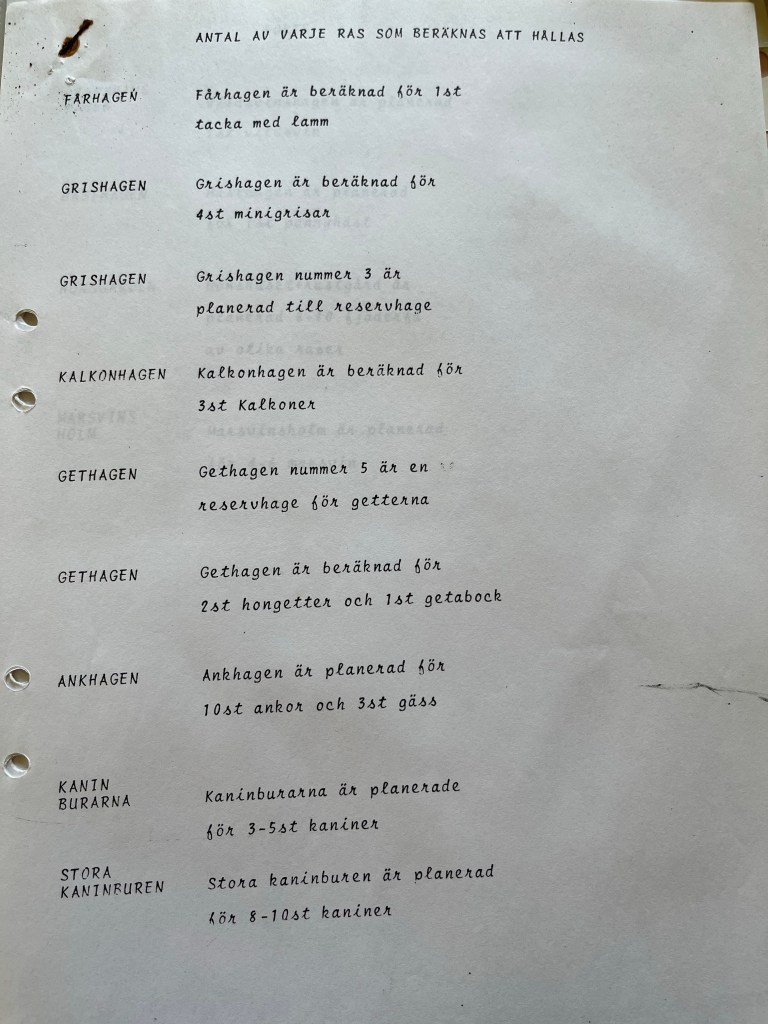 ANTAL AV VARJE RAS SOM BERÄKNAS ATT HÅLLAS
FÅRHAGEN Fårhagen är beräknad för 1st
tacka med lamm
GRISHAGEN Grishagen är beräknad för
4st minigrisar
GRISHAGEN Grishagen nummer 3 är
planerad till reservhage
KALKONHAGEN Kalkonhagen är beräknad för
3st Kalkoner
GETHAGEN Gethagen nummer 5 är en
reservhage för getterna
GETHAGEN Gethagen är beräknad för
2st hongetter och 1st getabock
ANKHAGEN Ankhagen är planerad för
10st ankor och 3st gäss
KANIN
BURARNA Kaninburarna är planerade
för 3-5st kaniner
STORA
KANINBUREN Stora kaninburen är planerad
för 8-10st kaniner